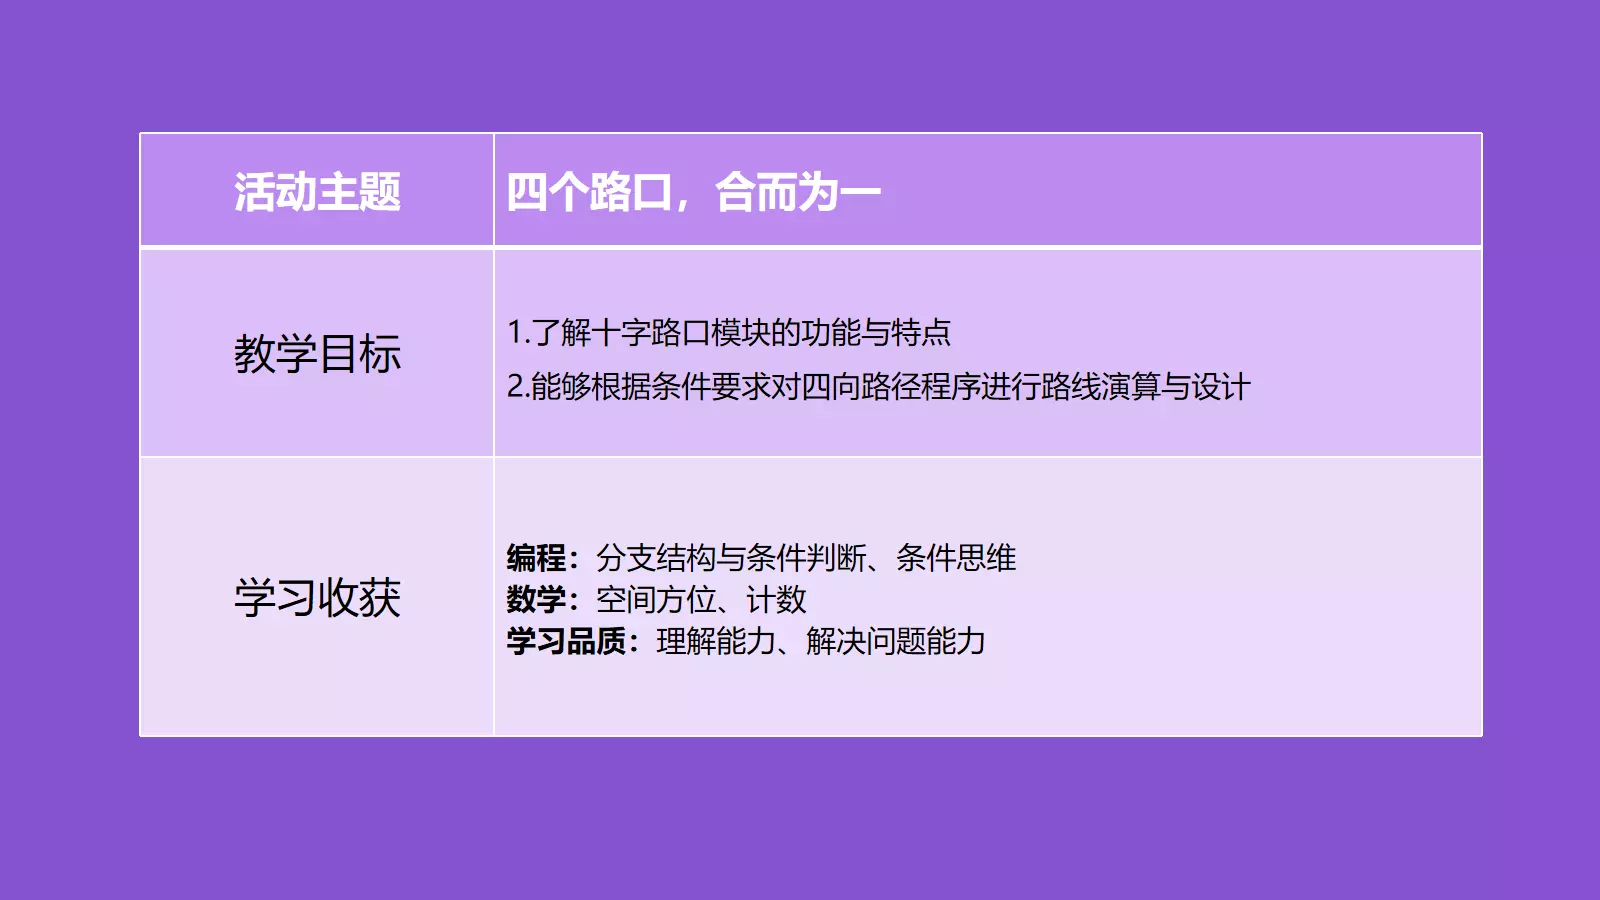 活动主题
四个路口，合而为一
教学目标
1.了解十字路口模块的功能与特点
2.能够根据条件要求对四向路径程序进行路线演算与设计
学习收获
编程：分支结构与条件判断、条件思维
数学：空间方位、计数
学习品质：理解能力、解决问题能力